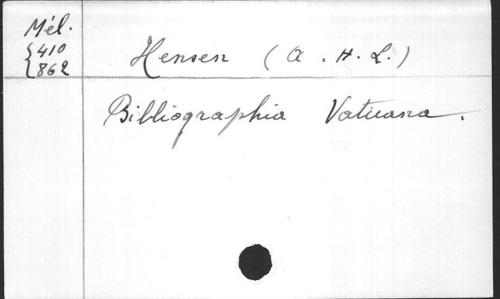 Mél.
{410
{862
Hensen (A. H. L.)
Bibliographia Vaticana.